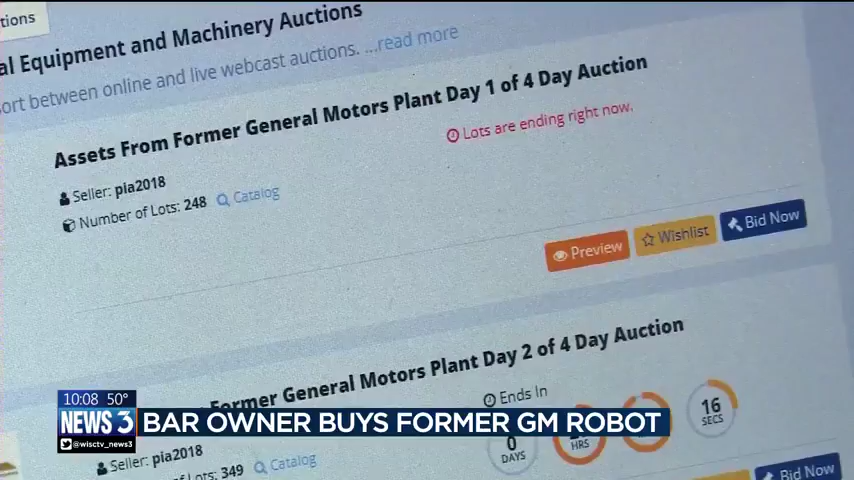 tions
al Equipment and Machinery Auctions
ort between online and live webcast auctions. ...read more
Assets From Former General Motors Plant Day 1 of 4 Day Auction
Lots are ending right now.
Seller: pia2018
Number of Lots: 248 Catalog
Preview Wishlist Bid Now
Former General Motors Plant Day 2 of 4 Day Auction
Ends In
0 DAYS
HRS
16 SECS
Seller: pia2018
Lots: 349 Catalog
Bid Now
10:08 50°
NEWS 3
@wisctv_news3
BAR OWNER BUYS FORMER GM ROBOT